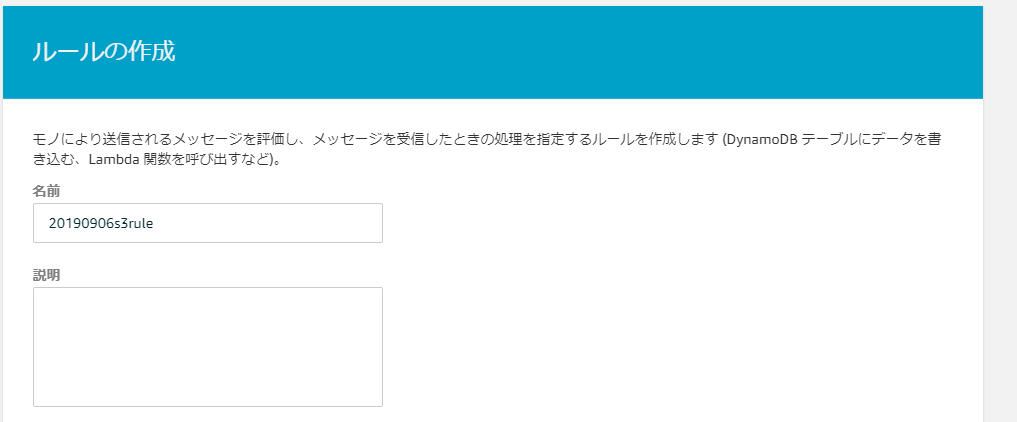 ルールの作成
モノにより送信されるメッセージを評価し、メッセージを受信したときの処理を指定するルールを作成します (DynamoDB テーブルにデータを書
き込む、Lambda 関数を呼び出すなど)。
名前
20190906s3rule
説明